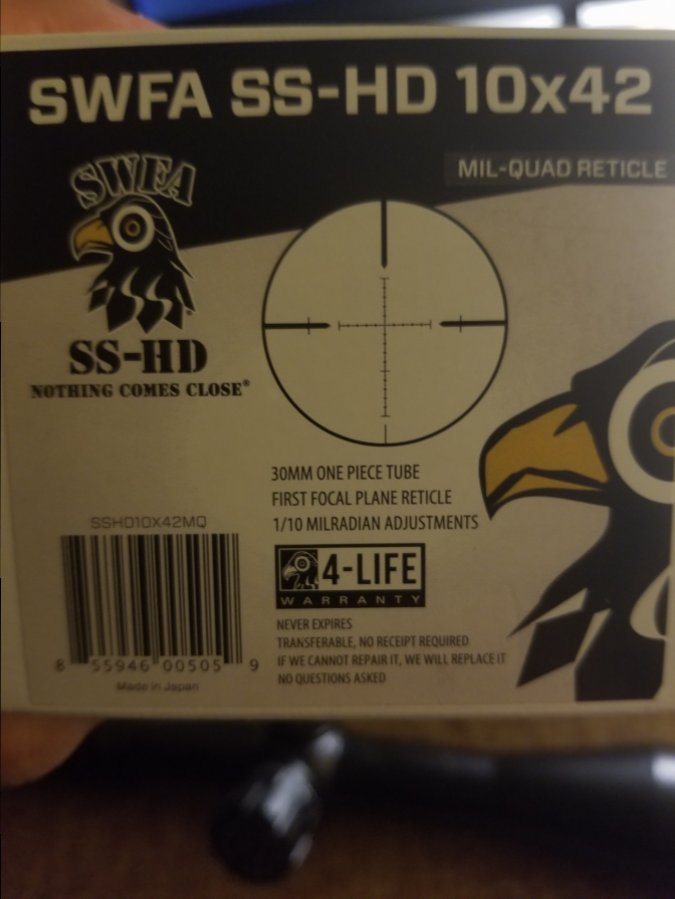 SWFA SS-HD 10x42
MIL-QUAD RETICLE
SWFA
SS
SS-HD
NOTHING COMES CLOSE®
30MM ONE PIECE TUBE
FIRST FOCAL PLANE RETICLE
1/10 MILRADIAN ADJUSTMENTS
SSHD10X42MQ
8 55946 00505 9
Made in Japan
4-LIFE
WARRANTY
NEVER EXPIRES
TRANSFERABLE, NO RECEIPT REQUIRED
IF WE CANNOT REPAIR IT, WE WILL REPLACE IT
NO QUESTIONS ASKED